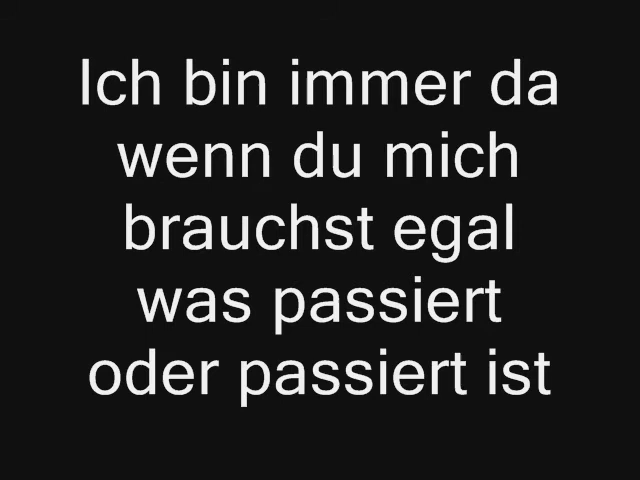 Ich bin immer da
wenn du mich
brauchst egal
was passiert
oder passiert ist